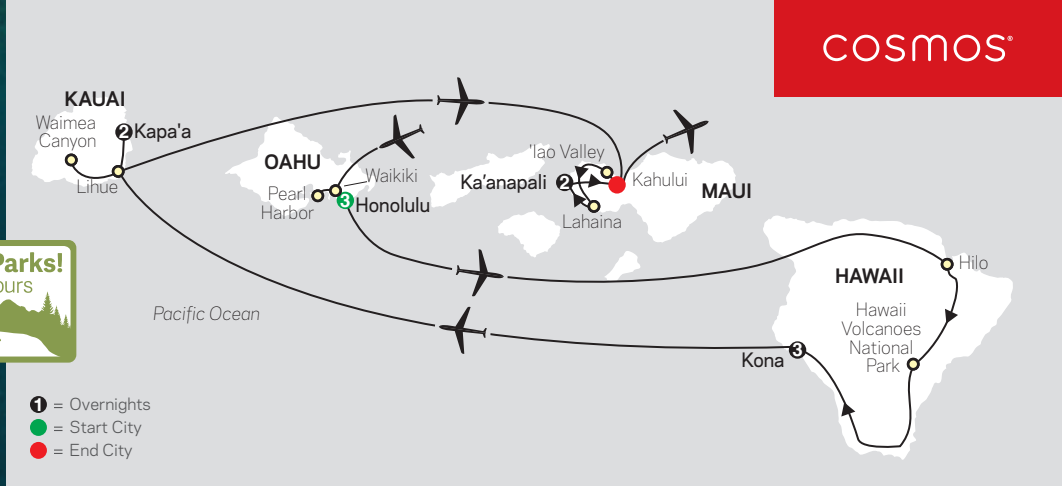 COSMOS®
KAUAI
Waimea
Canyon
2 Kapa'a
Lihue
OAHU
Waikiki
Pearl
Harbor
3 Honolulu
'Iao Valley
Ka'anapali 2
Kahului
MAUI
Lahaina
HAWAII
Hilo
Hawaii
Volcanoes
National
Park
Kona 3
Parks!
ours
Pacific Ocean
1 = Overnights
= Start City
= End City